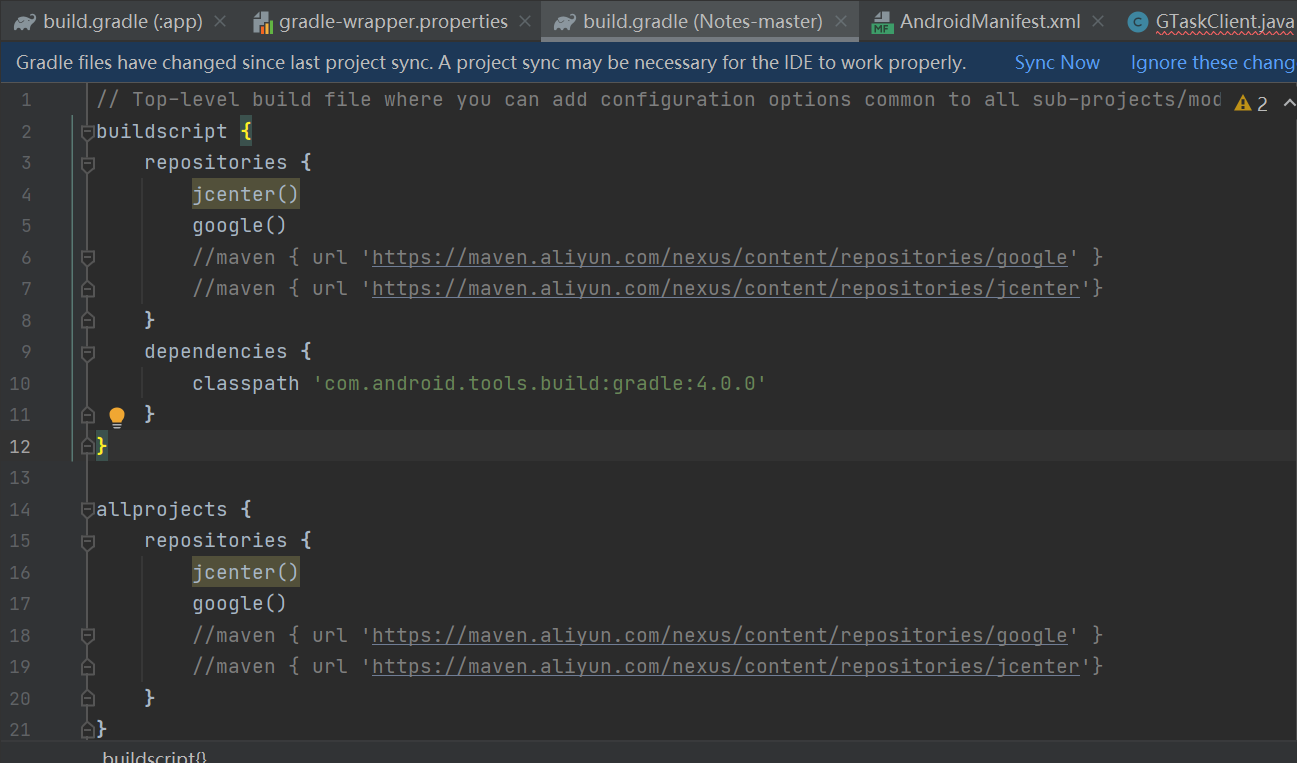 build.gradle (:app) gradle-wrapper.properties build.gradle (Notes-master) AndroidManifest.xml GTaskClient.java
Gradle files have changed since last project sync. A project sync may be necessary for the IDE to work properly. Sync Now Ignore these chang
1 // Top-level build file where you can add configuration options common to all sub-projects/mod 2
2 buildscript {
3 repositories {
4 jcenter()
5 google()
6 //maven { url 'https://maven.aliyun.com/nexus/content/repositories/google' }
7 //maven { url 'https://maven.aliyun.com/nexus/content/repositories/jcenter'}
8 }
9 dependencies {
10 classpath 'com.android.tools.build:gradle:4.0.0'
11 }
12 }
13
14 allprojects {
15 repositories {
16 jcenter()
17 google()
18 //maven { url 'https://maven.aliyun.com/nexus/content/repositories/google' }
19 //maven { url 'https://maven.aliyun.com/nexus/content/repositories/jcenter'}
20 }
21 }
buildscript{}